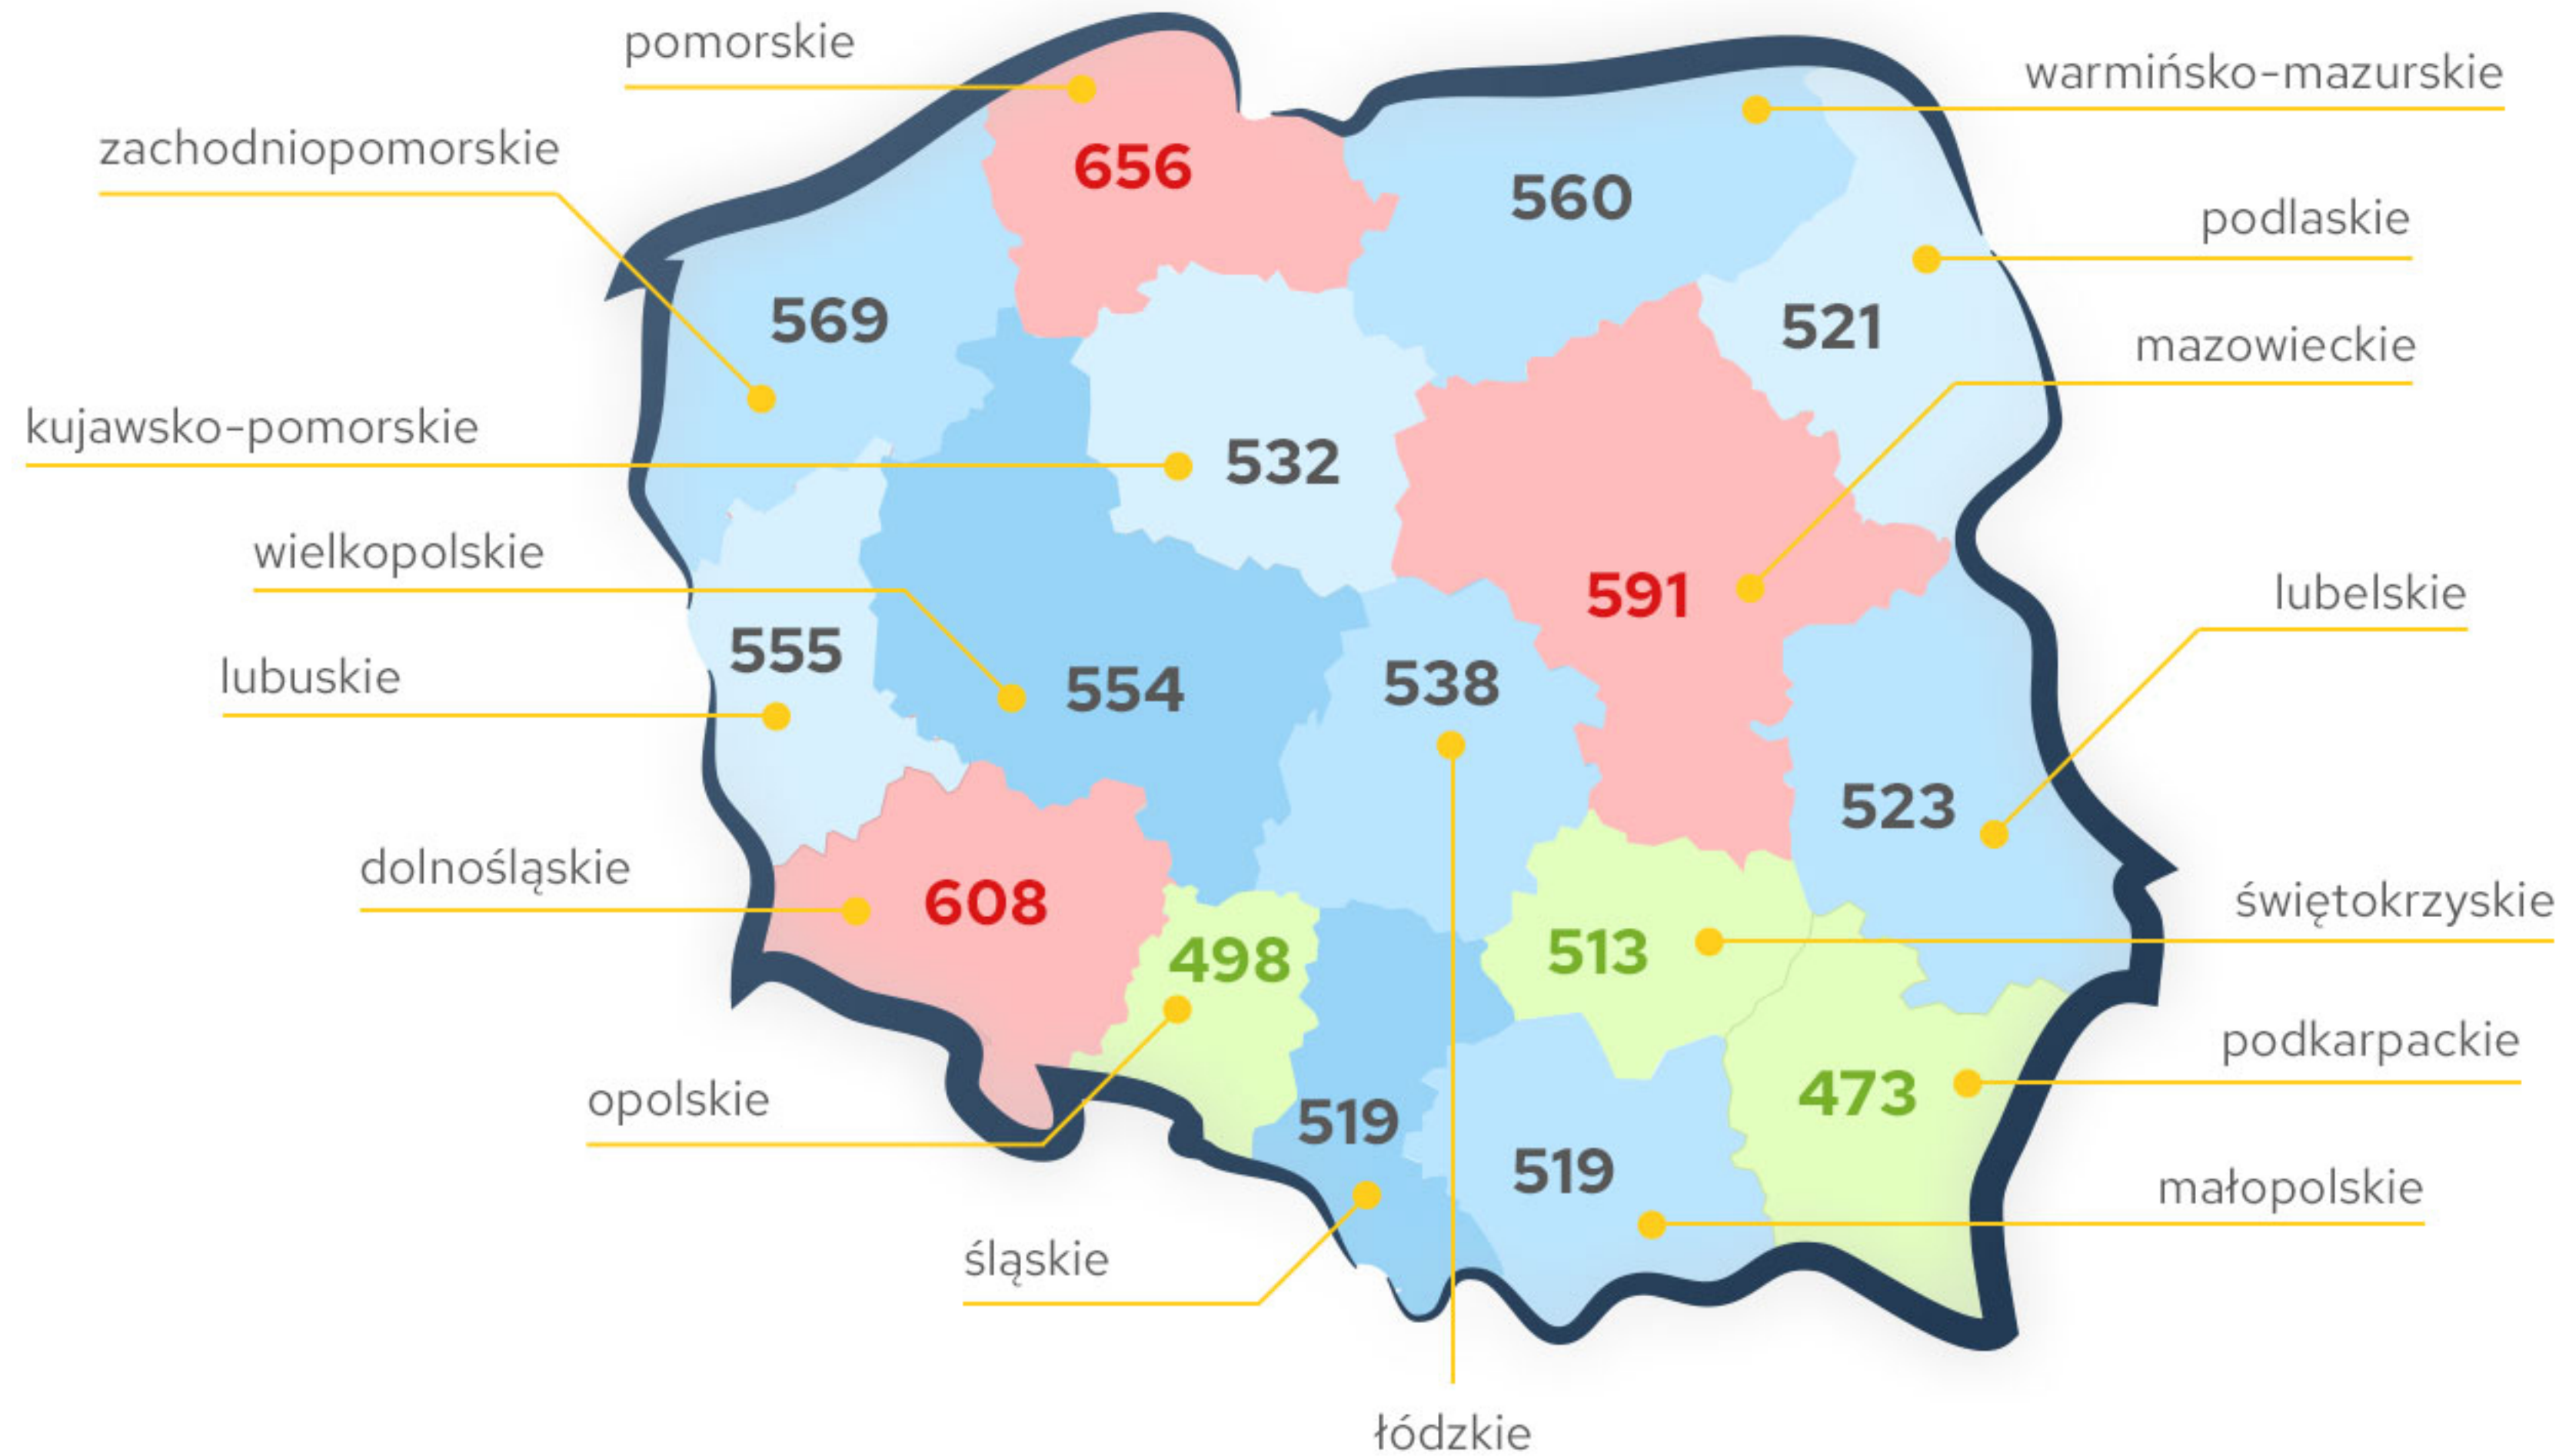 pomorskie
warmińsko-mazurskie
zachodniopomorskie
656
560
podlaskie
569
521
mazowieckie
kujawsko-pomorskie
532
wielkopolskie
591
lubelskie
lubuskie
555
554
538
523
dolnośląskie
608
świętokrzyskie
498
513
podkarpackie
opolskie
473
519
519
małopolskie
śląskie
łódzkie